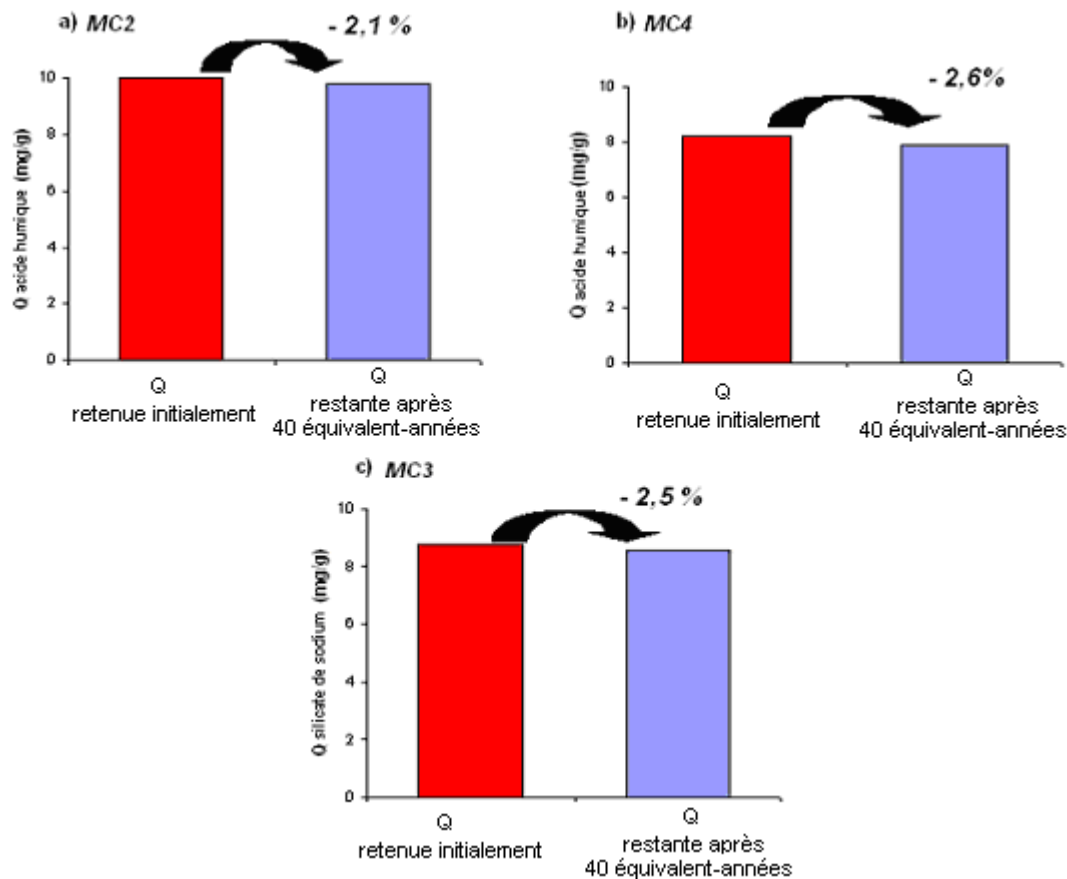 a) MC2
- 2,1 %
Q acide humique (mg/g)
10
8
6
4
2
0
Q
retenue initialement
Q
restante après
40 équivalent-années
b) MC4
- 2,6%
Q acide humique (mg/g)
10
8
6
4
2
0
Q
retenue initialement
Q
restante après
40 équivalent-années
c) MC3
- 2,5 %
Q silicate de sodium (mg/g)
10
8
6
4
2
0
Q
retenue initialement
Q
restante après
40 équivalent-années